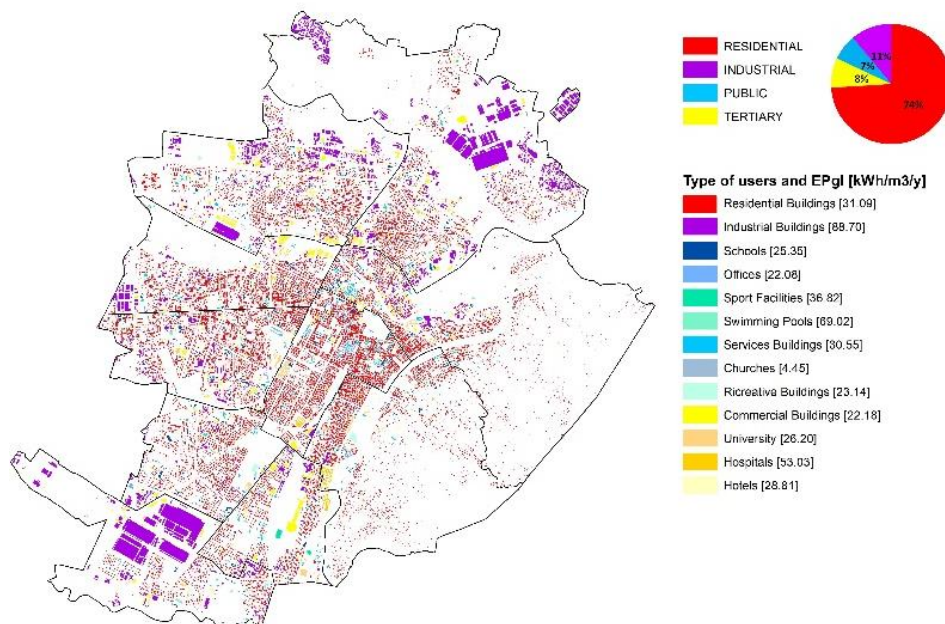 RESIDENTIAL
INDUSTRIAL
PUBLIC
TERTIARY
11%
7%
8%
74%
Type of users and EPgl [kWh/m3/y]
Residential Buildings [31.09]
Industrial Buildings [88.70]
Schools [25.35]
Offices [22.08]
Sport Facilities [36.82]
Swimming Pools [69.02]
Services Buildings [30.55]
Churches [4.45]
Ricreative Buildings [23.14]
Commercial Buildings [22.18]
University [26.20]
Hospitals [53.03]
Hotels [28.81]